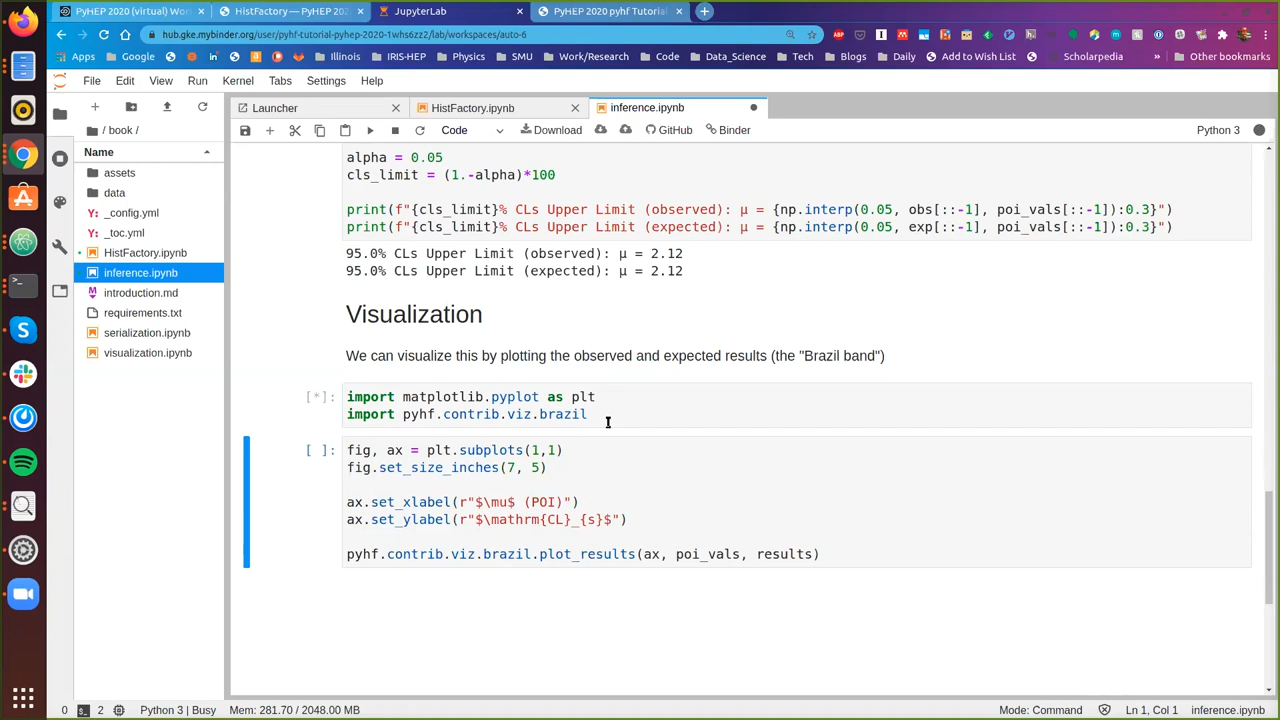 PyHEP 2020 (virtual) Wor
HistFactory — PyHEP 202
JupyterLab
pyhf-tutorial-pyhep-2020
PyHEP 2020 pyhf Tutorial
hub.gke.mybinder.org/user/pyhf-tutorial-pyhep-2020-1whs6zz2/lab/workspaces/auto-6
Apps
Google
Illinois
IRIS-HEP
Physics
SMU
Work/Research
Code
Data_Science
Tech
Blogs
Daily
Add to Wish List
Scholarpedia
»
Other bookmarks
File
Edit
View
Run
Kernel
Tabs
Settings
Help
Launcher
HistFactory.ipynb
inference.ipynb
Code
Download
GitHub
Binder
Python 3
/ book /
Name
assets
data
_config.yml
_toc.yml
HistFactory.ipynb
inference.ipynb
introduction.md
requirements.txt
serialization.ipynb
visualization.ipynb
alpha = 0.05
cls_limit = (1.-alpha)*100
print(f"{cls_limit}% CLs Upper Limit (observed): μ = {np.interp(0.05, obs[::-1], poi_vals[::-1]):0.3}")
print(f"{cls_limit}% CLs Upper Limit (expected): μ = {np.interp(0.05, exp[::-1], poi_vals[::-1]):0.3}")
95.0% CLs Upper Limit (observed): μ = 2.12
95.0% CLs Upper Limit (expected): μ = 2.12
Visualization
We can visualize this by plotting the observed and expected results (the "Brazil band")
[*]:
import matplotlib.pyplot as plt
import pyhf.contrib.viz.brazil
[ ]:
fig, ax = plt.subplots(1,1)
fig.set_size_inches(7, 5)
ax.set_xlabel(r"$\mu$ (POI)")
ax.set_ylabel(r"$\mathrm{CL}_{s}$")
pyhf.contrib.viz.brazil.plot_results(ax, poi_vals, results)
0
2
Python 3 | Busy
Mem: 281.70 / 2048.00 MB
Mode: Command
Ln 1, Col 1
inference.ipynb